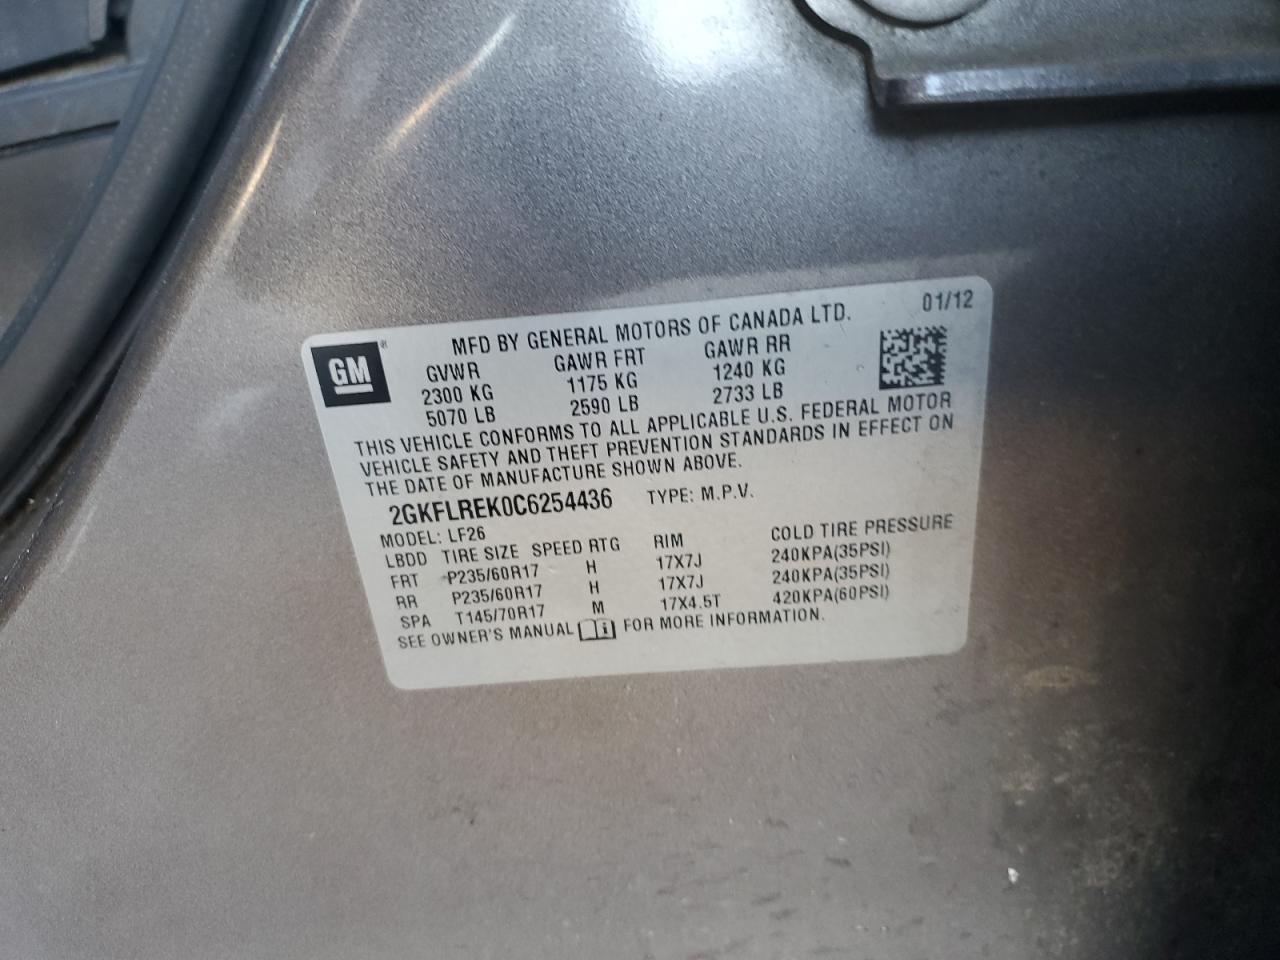 MFD BY GENERAL MOTORS OF CANADA LTD. 01/12
GM ®
GVWR GAWR FRT GAWR RR
2300 KG 1175 KG 1240 KG
5070 LB 2590 LB 2733 LB
THIS VEHICLE CONFORMS TO ALL APPLICABLE U.S. FEDERAL MOTOR
VEHICLE SAFETY AND THEFT PREVENTION STANDARDS IN EFFECT ON
THE DATE OF MANUFACTURE SHOWN ABOVE.
2GKFLREK0C6254436 TYPE: M.P.V.
MODEL: LF26
LBDD TIRE SIZE SPEED RTG RIM COLD TIRE PRESSURE
FRT P235/60R17 H 17X7J 240KPA(35PSI)
RR P235/60R17 H 17X7J 240KPA(35PSI)
SPA T145/70R17 M 17X4.5T 420KPA(60PSI)
SEE OWNER'S MANUAL i FOR MORE INFORMATION.